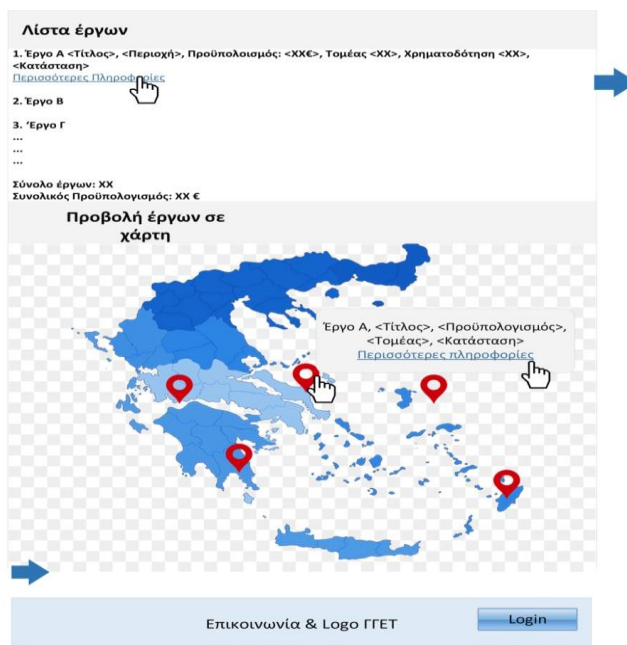 Λίστα έργων
1. Έργο Α <Τίτλος>, <Περιοχή>, Προϋπολοισμός: <XX€>, Τομέας <XX>, Χρηματοδότηση <XX>,
<Κατάσταση>
Περισσότερες Πληροφορίες
2. Έργο Β
3. 'Έργο Γ
...
...
...
Σύνολο έργων: XX
Συνολικός Προϋπολογισμός: XX €
Προβολή έργων σε
χάρτη
Έργο Α, <Τίτλος>, <Προϋπολογισμός>,
<Τομέας>, <Κατάσταση>
Περισσότερες πληροφορίες
Επικοινωνία & Logo ΓΓΕΤ
Login